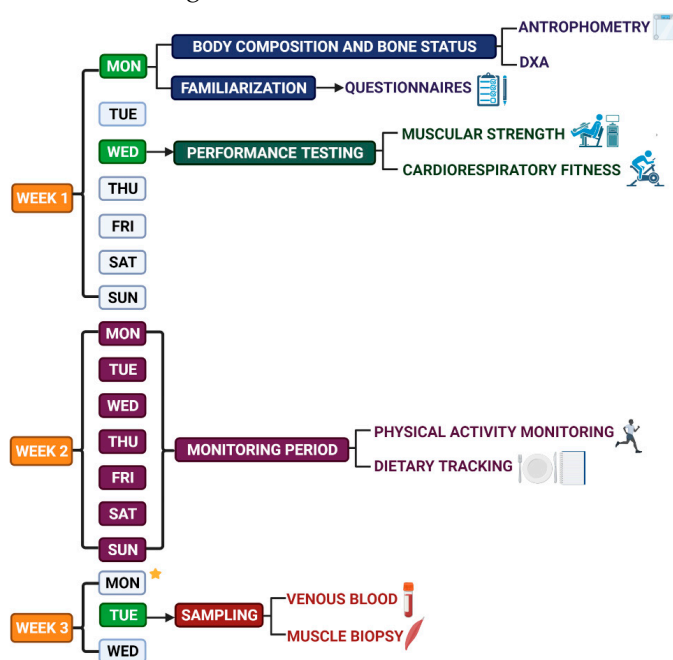 ANTROPHOMETRY
BODY COMPOSITION AND BONE STATUS
MON
DXA
FAMILIARIZATION
QUESTIONNAIRES
TUE
MUSCULAR STRENGTH
WED
PERFORMANCE TESTING
CARDIORESPIRATORY FITNESS
WEEK 1
THU
FRI
SAT
SUN
MON
TUE
WED
PHYSICAL ACTIVITY MONITORING
THU
WEEK 2
MONITORING PERIOD
DIETARY TRACKING
FRI
SAT
SUN
MON
VENOUS BLOOD
TUE
SAMPLING
WEEK 3
MUSCLE BIOPSY
WED